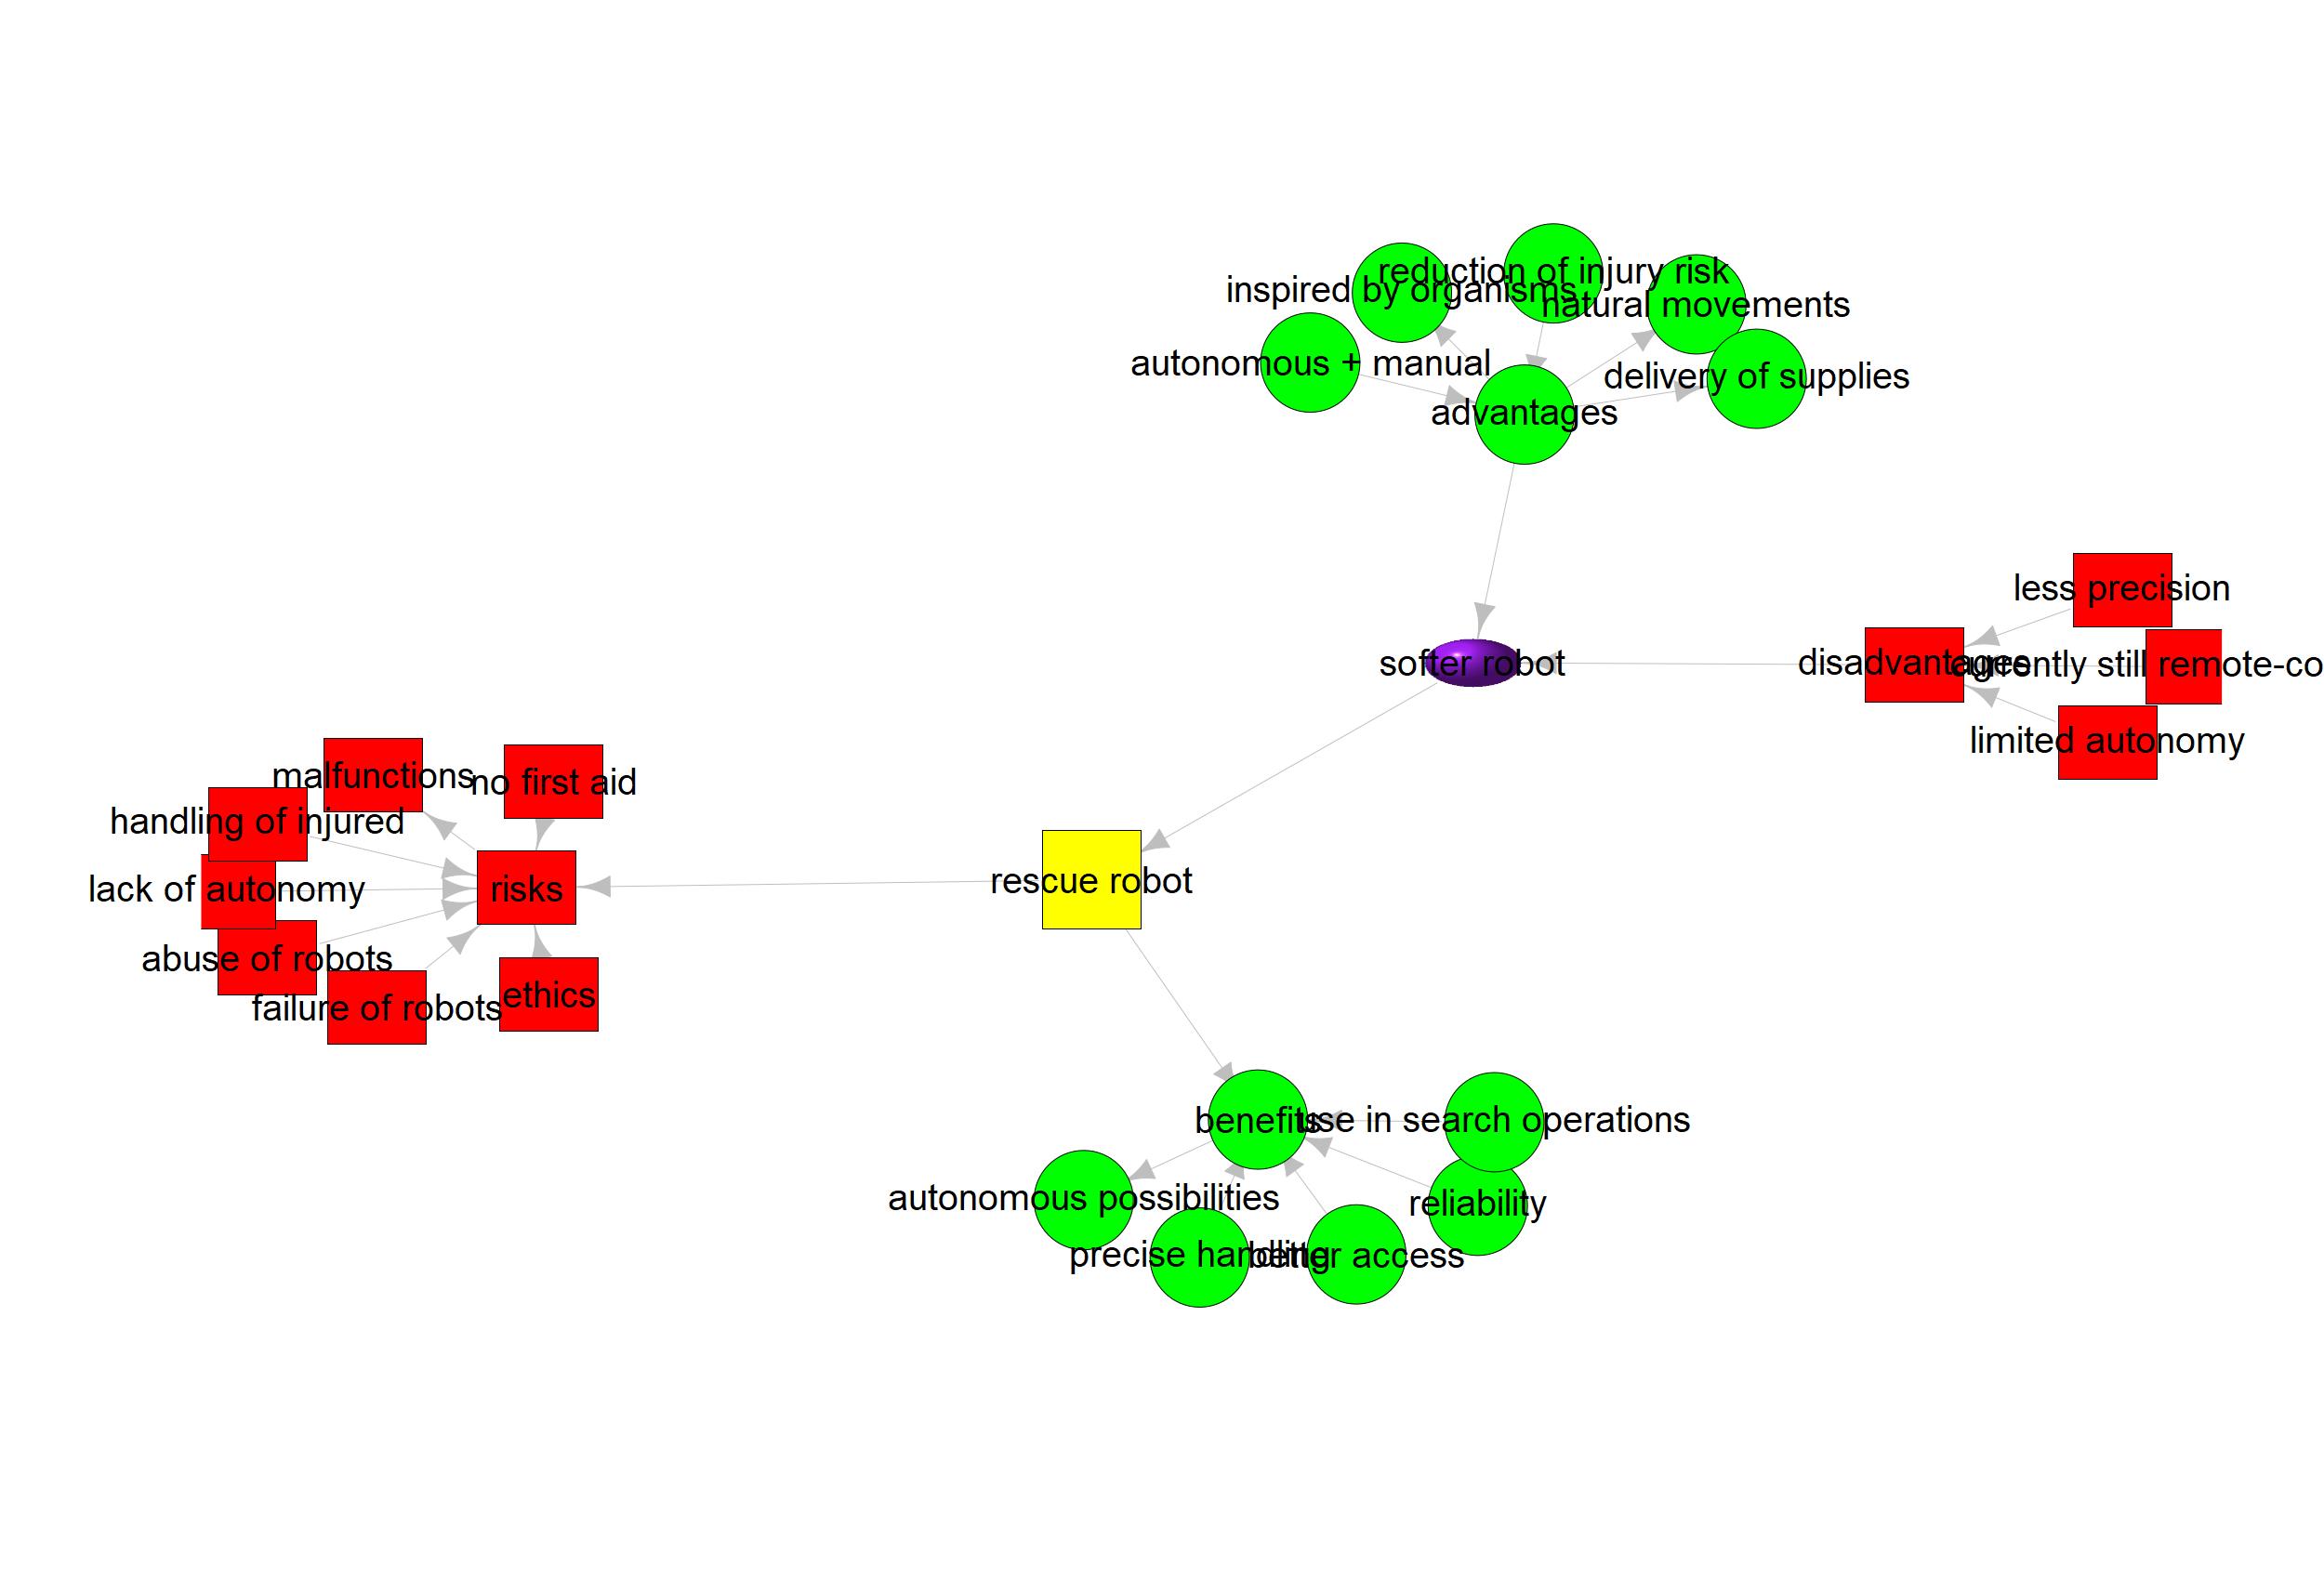 reduction of injury risk
inspired by organisms
natural movements
autonomous + manual
delivery of supplies
advantages
less precision
softer robot
disadvantages
currently still remote-co
limited autonomy
malfunctions
no first aid
handling of injured
rescue robot
lack of autonomy
risks
abuse of robots
ethics
failure of robots
benefits
use in search operations
autonomous possibilities
reliability
precise handling
better access